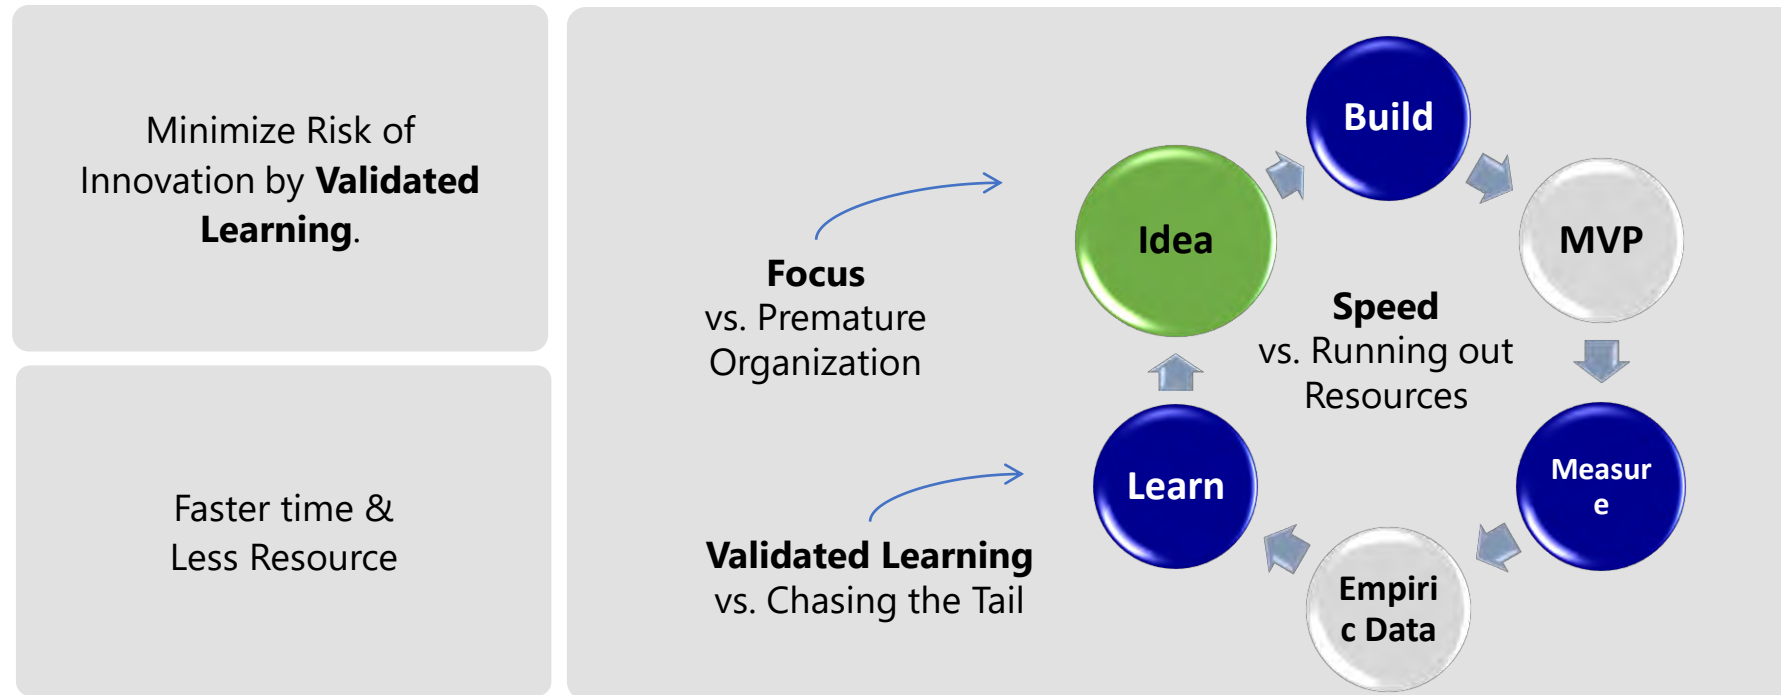 Minimize Risk of
Innovation by Validated
Learning.
Faster time &
Less Resource
Focus
vs. Premature
Organization
Validated Learning
vs. Chasing the Tail
Idea
Build
MVP
Speed
vs. Running out
Resources
Measur
e
Empiri
c Data
Learn